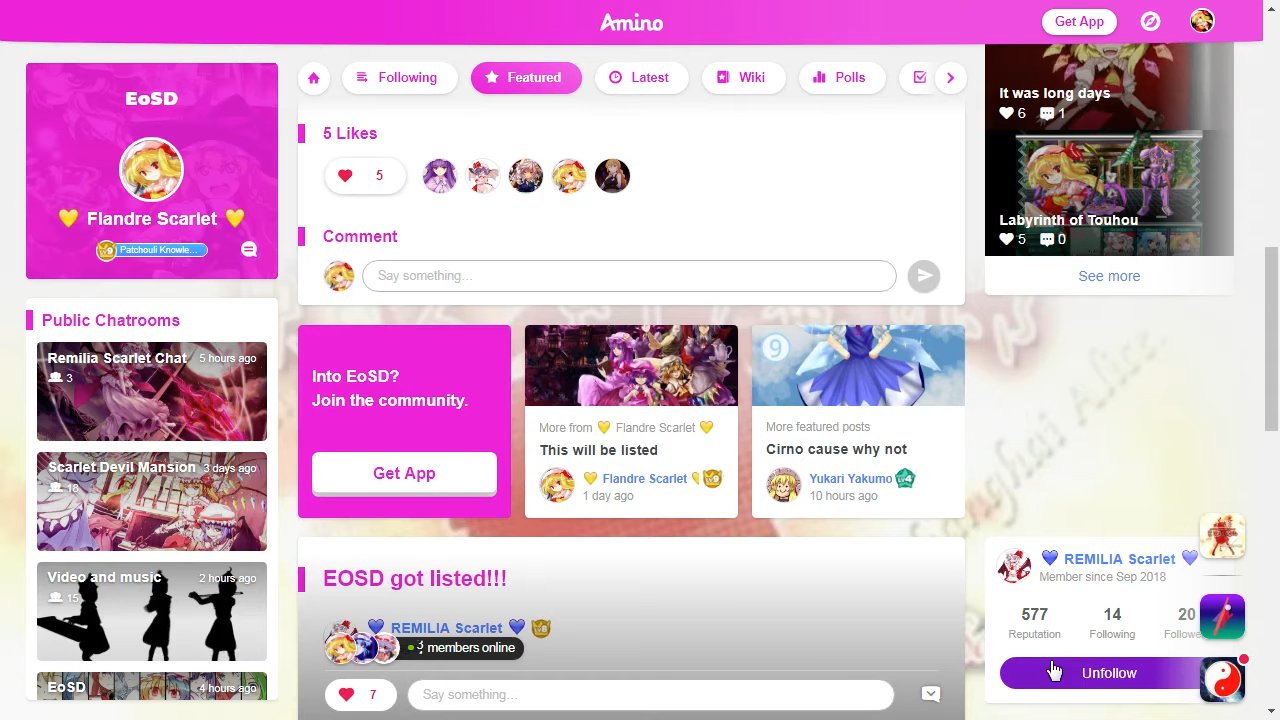 Amino
Get App
EoSD
Flandre Scarlet
Patchouli Knowle...
Following
Featured
Latest
Wiki
Polls
5 Likes
5
Comment
Say something...
It was long days
6 1
Labyrinth of Touhou
5 0
See more
Public Chatrooms
Remilia Scarlet Chat 5 hours ago
3
Scarlet Devil Mansion 3 days ago
18
Video and music 2 hours ago
15
EoSD 4 hours ago
Into EoSD?
Join the community.
Get App
More from 💛 Flandre Scarlet 💛
This will be listed
💛 Flandre Scarlet
1 day ago
9
More featured posts
Cirno cause why not
Yukari Yakumo
10 hours ago
EOSD got listed!!!
💜 REMILIA Scarlet 💜
3 members online
7 Say something...
💜 REMILIA Scarlet 💜
Member since Sep 2018
577 14 20
Reputation Following Followe
Unfollow